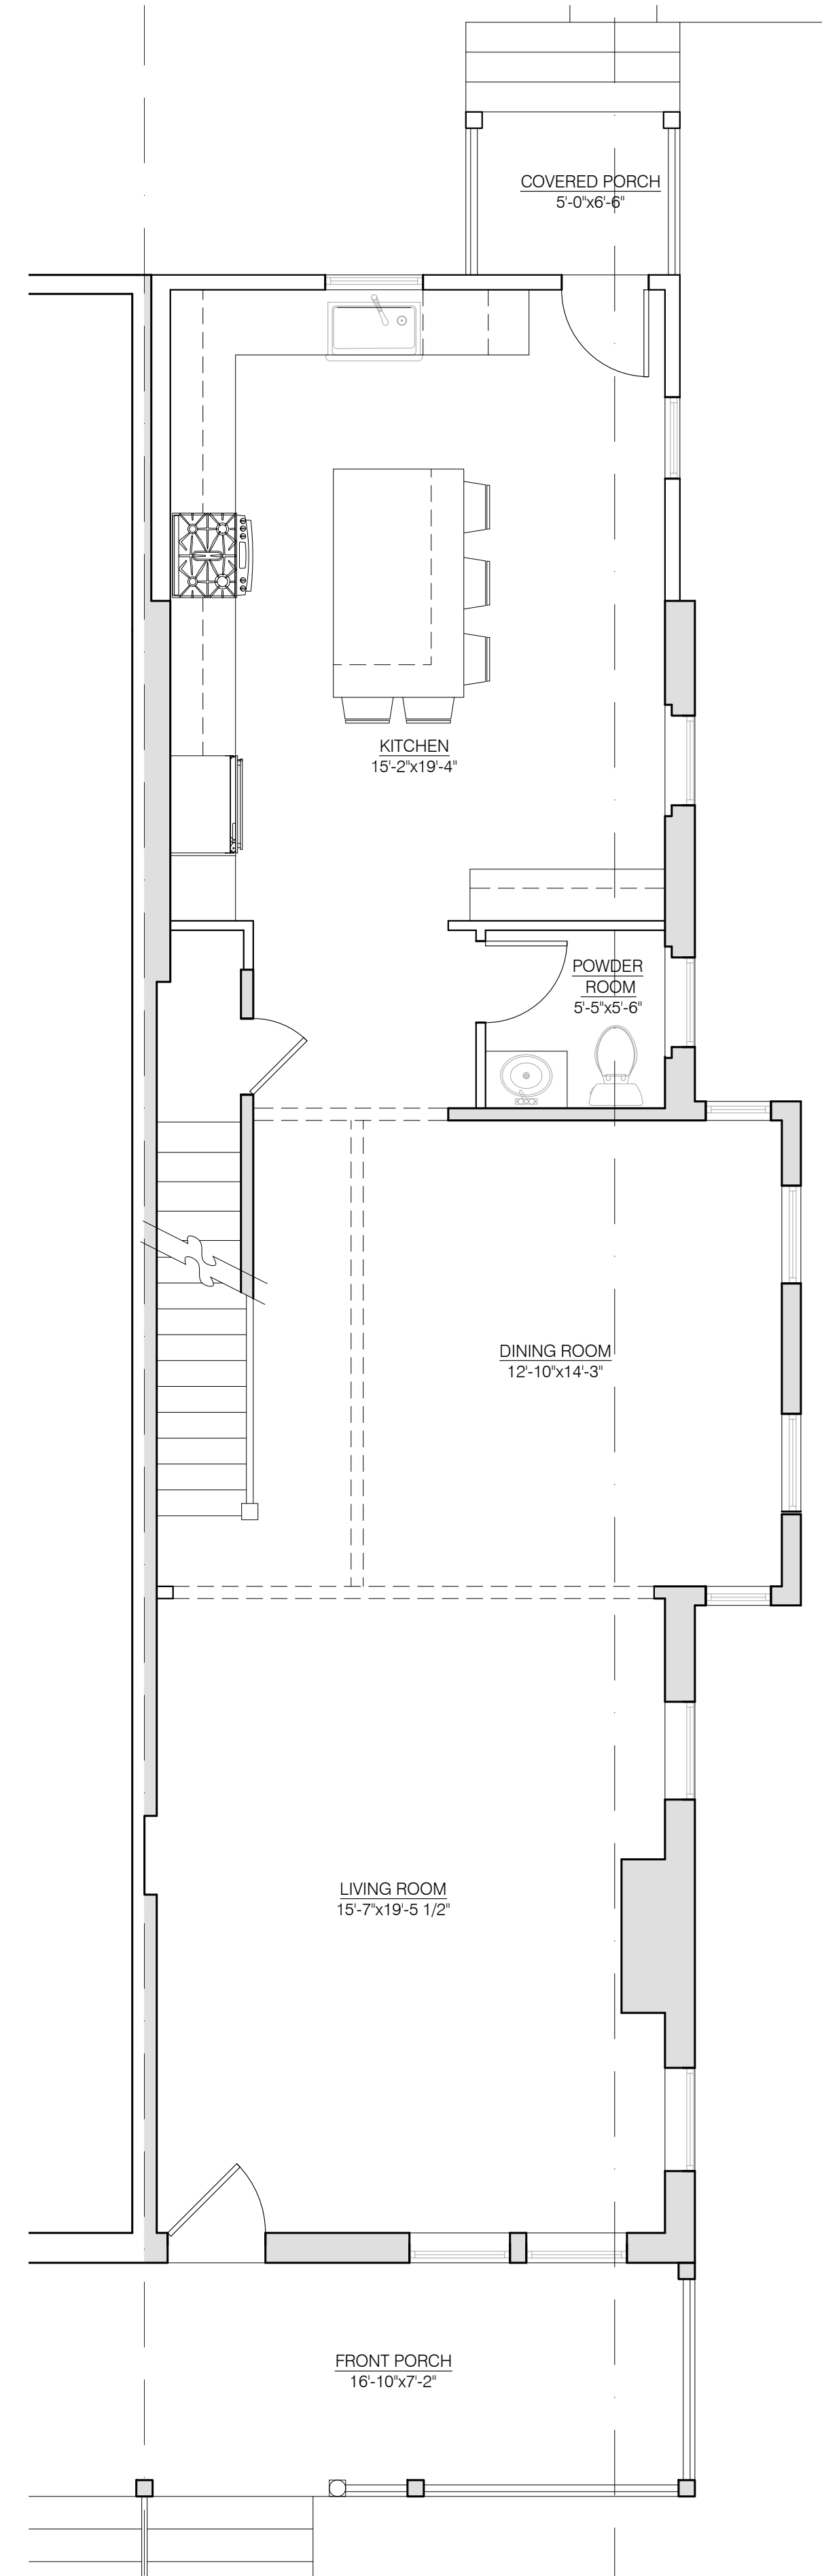 COVERED PORCH
5'-0"x6'-6"
KITCHEN
15'-2"x19'-4"
POWDER
ROOM
5'-5"x5'-6"
DINING ROOM
12'-10"x14'-3"
LIVING ROOM
15'-7"x19'-5 1/2"
FRONT PORCH
16'-10"x7'-2"